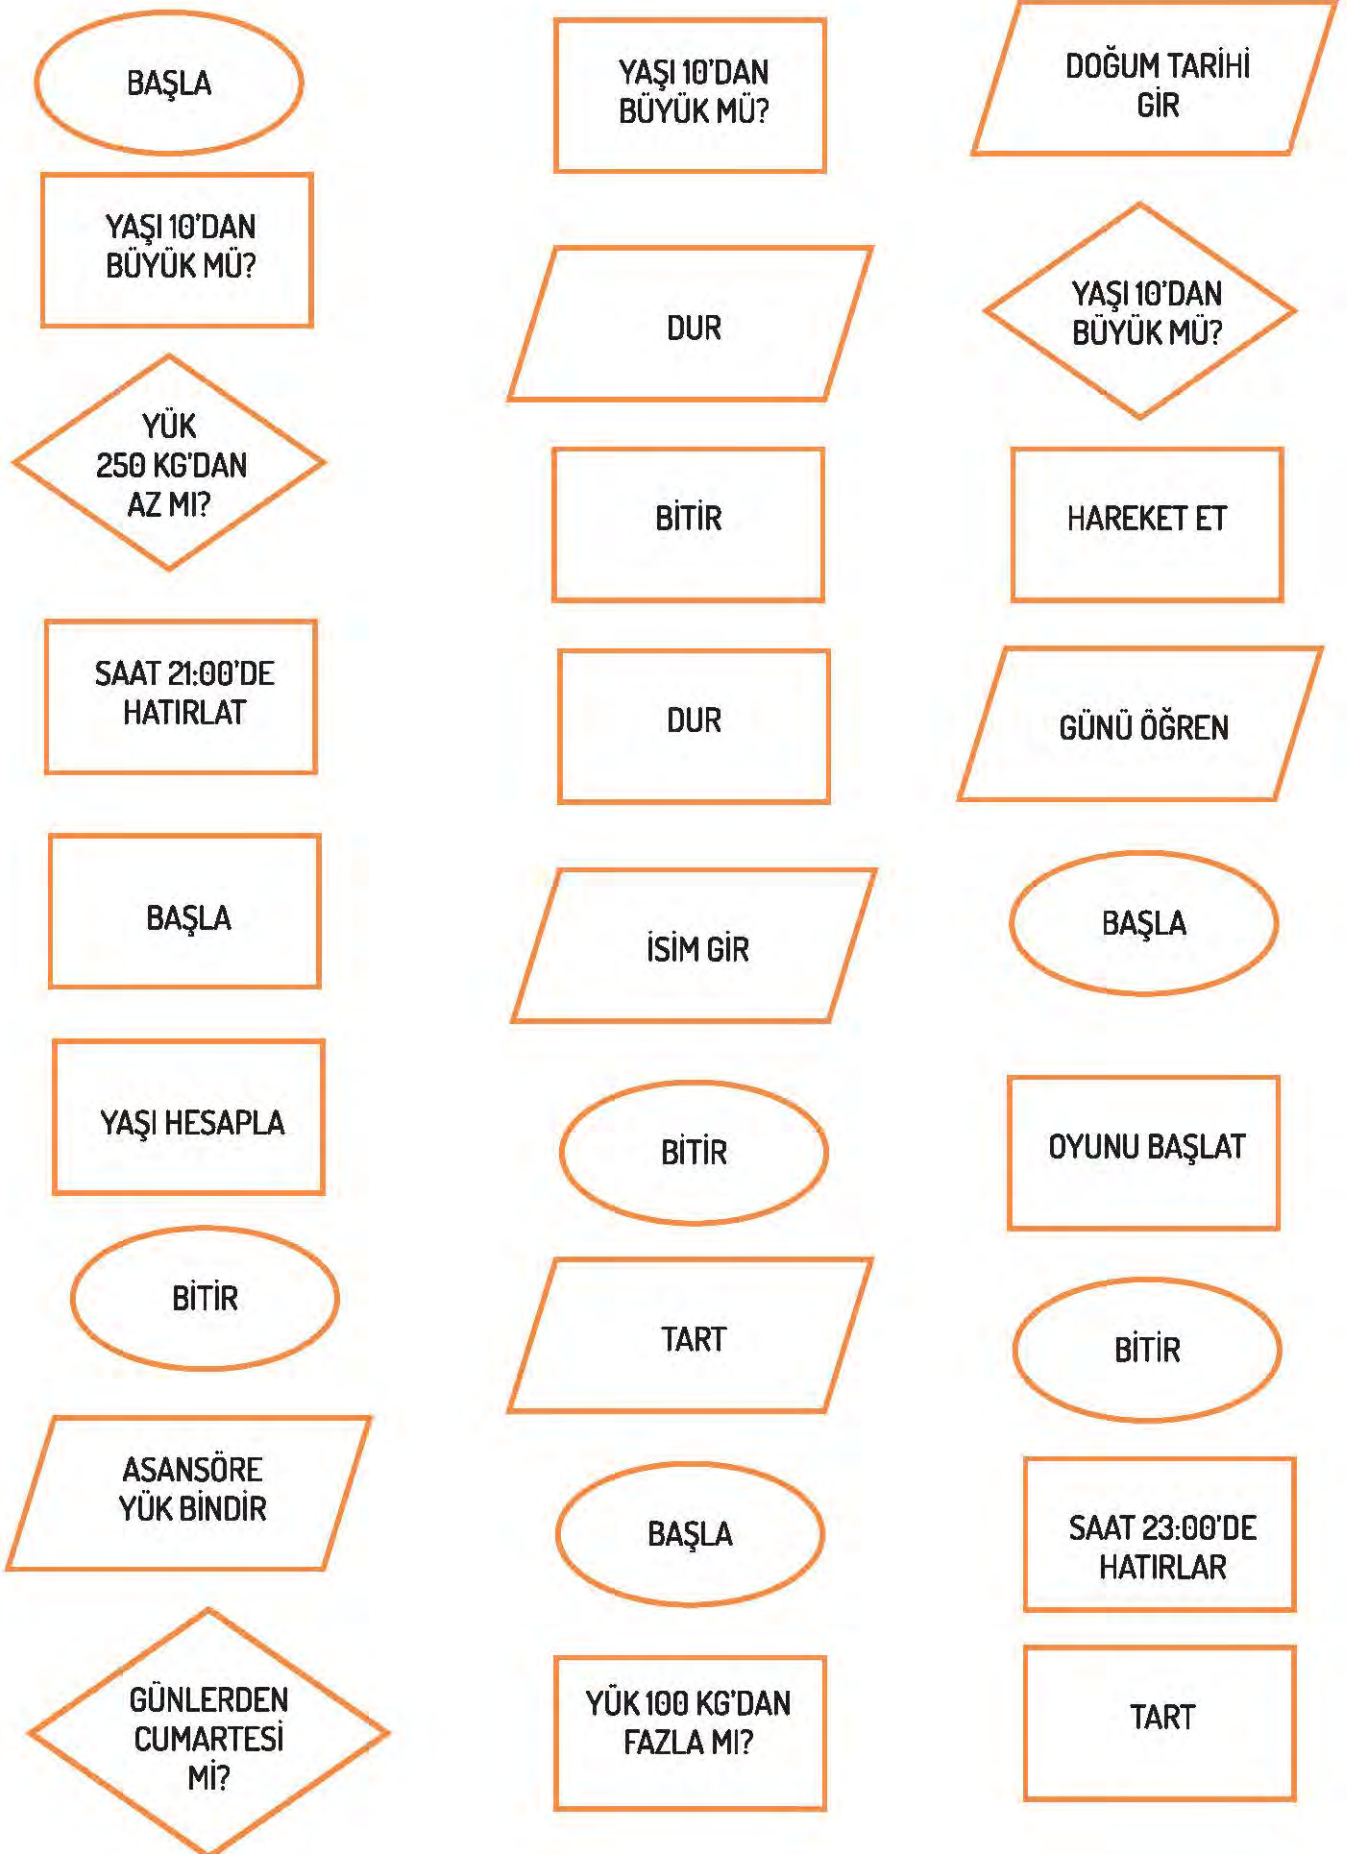 BAŞLA
YAŞI 10'DAN
BÜYÜK MÜ?
YÜK
250 KG'DAN
AZ MI?
SAAT 21:00'DE
HATIRLAT
BAŞLA
YAŞI HESAPLA
BİTİR
ASANSÖRE
YÜK BİNDİR
GÜNLERDEN
CUMARTESİ
Mİ?
YAŞI 10'DAN
BÜYÜK MÜ?
DUR
BİTİR
DUR
İSİM GİR
BİTİR
TART
BAŞLA
YÜK 100 KG'DAN
FAZLA MI?
DOĞUM TARİHİ
GİR
YAŞI 10'DAN
BÜYÜK MÜ?
HAREKET ET
GÜNÜ ÖĞREN
BAŞLA
OYUNU BAŞLAT
BİTİR
SAAT 23:00'DE
HATIRLAR
TART